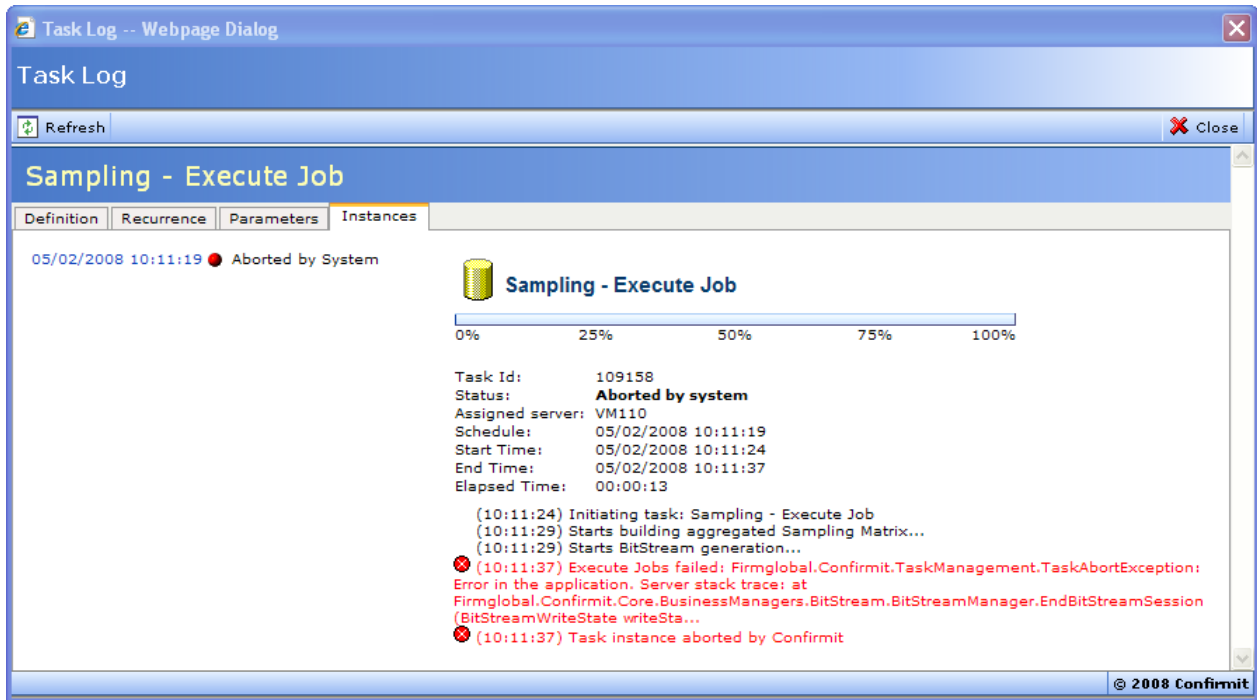 Task Log -- Webpage Dialog
Task Log
Refresh
Close
Sampling - Execute Job
Definition Recurrence Parameters Instances
05/02/2008 10:11:19 Aborted by System
Sampling - Execute Job
0% 25% 50% 75% 100%
Task Id: 109158
Status: Aborted by system
Assigned server: VM110
Schedule: 05/02/2008 10:11:19
Start Time: 05/02/2008 10:11:24
End Time: 05/02/2008 10:11:37
Elapsed Time: 00:00:13
(10:11:24) Initiating task: Sampling - Execute Job
(10:11:29) Starts building aggregated Sampling Matrix...
(10:11:29) Starts BitStream generation...
(10:11:37) Execute Jobs failed: Firmglobal.Confirmit.TaskManagement.TaskAbortException:
Error in the application. Server stack trace: at
Firmglobal.Confirmit.Core.BusinessManagers.BitStream.BitStreamManager.EndBitStreamSession
(BitStreamWriteState writeSta...
(10:11:37) Task instance aborted by Confirmit
© 2008 Confirmit